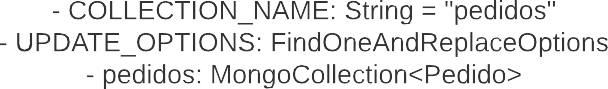 - COLLECTION_NAME: String = "pedidos"
- UPDATE_OPTIONS: FindOneAndReplaceOptions
- pedidos: MongoCollection<Pedido>